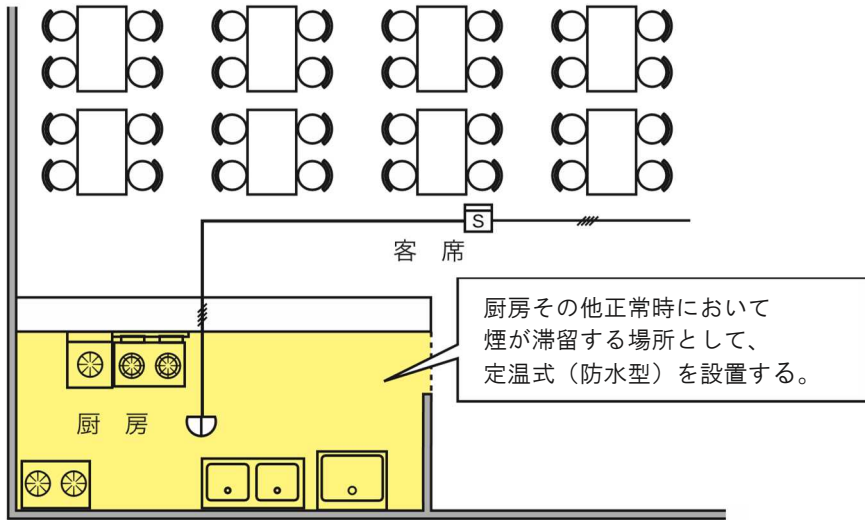 S
客 席
厨房その他正常時において
煙が滞留する場所として、
定温式（防水型）を設置する。
厨 房